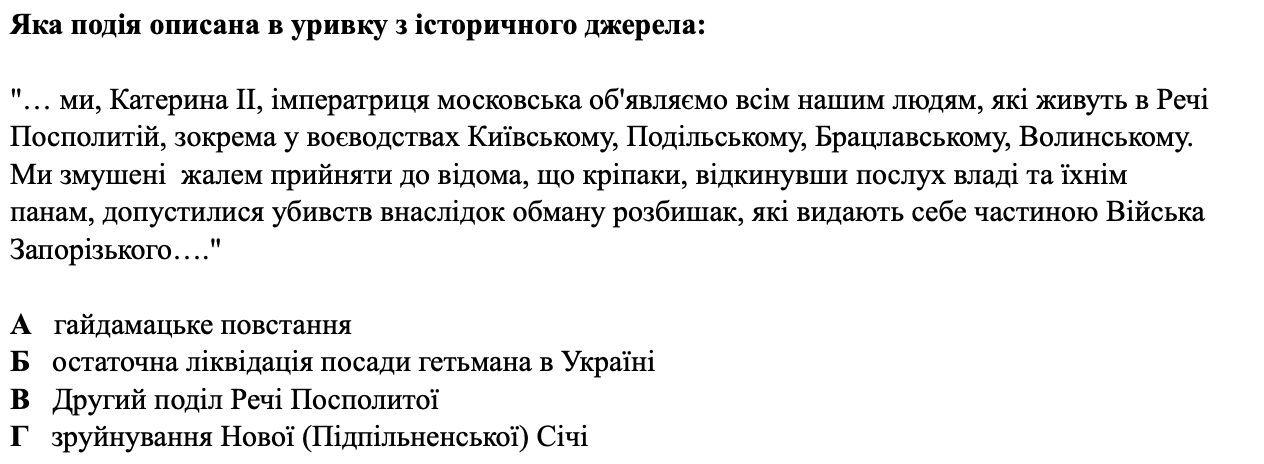 Яка подія описана в уривку з історичного джерела:
"… ми, Катерина ІІ, імператриця московська об'являємо всім нашим людям, які живуть в Речі
Посполитій, зокрема у воєводствах Київському, Подільському, Брацлавському, Волинському.
Ми змушені  жалем прийняти до відома, що кріпаки, відкинувши послух владі та їхнім
панам, допустилися убивств внаслідок обману розбишак, які видають себе частиною Війська
Запорізького…."
А   гайдамацьке повстання
Б   остаточна ліквідація посади гетьмана в Україні
В   Другий поділ Речі Посполитої
Г   зруйнування Нової (Підпільненської) Січі